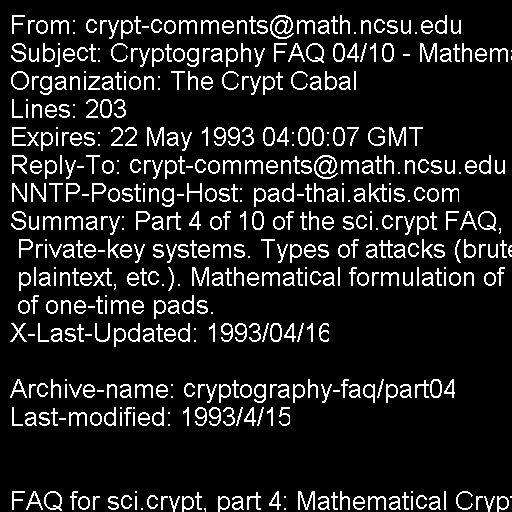 From: crypt-comments@math.ncsu.edu
Subject: Cryptography FAQ 04/10 - Mathema
Organization: The Crypt Cabal
Lines: 203
Expires: 22 May 1993 04:00:07 GMT
Reply-To: crypt-comments@math.ncsu.edu
NNTP-Posting-Host: pad-thai.aktis.com
Summary: Part 4 of 10 of the sci.crypt FAQ,
Private-key systems. Types of attacks (brute
plaintext, etc.). Mathematical formulation of
of one-time pads.
X-Last-Updated: 1993/04/16
Archive-name: cryptography-faq/part04
Last-modified: 1993/4/15
FAQ for sci.crypt, part 4: Mathematical Crypt